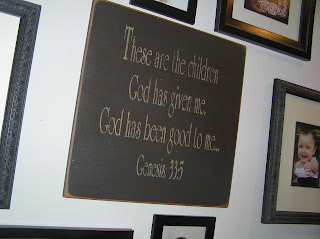 These are the children
God has given me.
God has been good to me...
Genesis 33:5